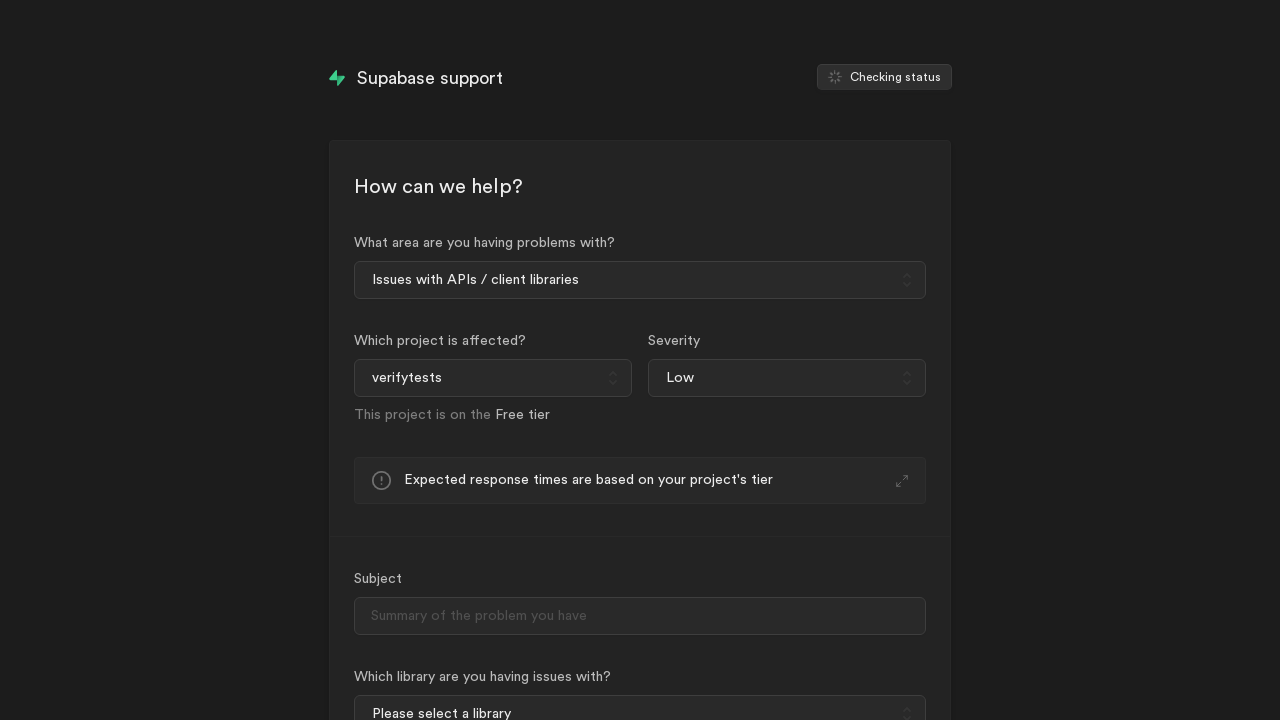 Supabase support
Checking status
How can we help?
What area are you having problems with?
Issues with APIs / client libraries
Which project is affected?
Severity
verifytests
Low
This project is on the Free tier
Expected response times are based on your project's tier
Subject
Summary of the problem you have
Which library are you having issues with?
Please select a library